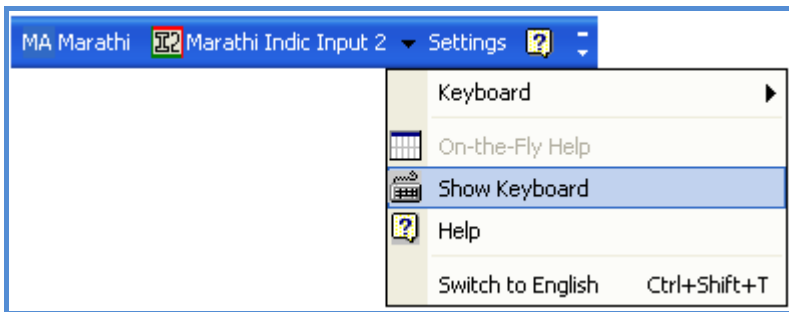 MA Marathi I2 Marathi Indic Input 2 Settings ?
Keyboard
On-the-Fly Help
Show Keyboard
? Help
Switch to English Ctrl+Shift+T